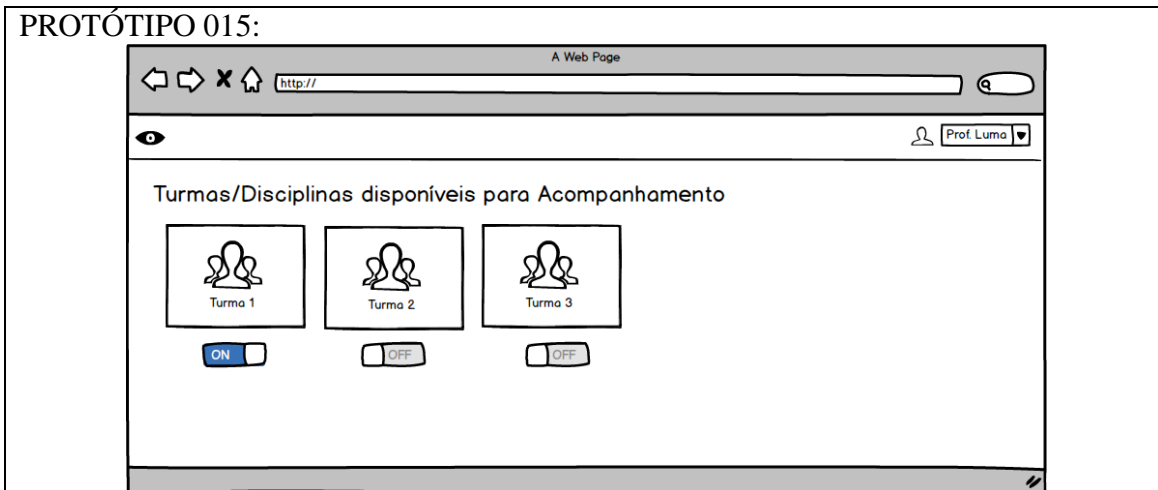 PROTÓTIPO 015:
A Web Page
http://
Prof. Luma
Turmas/Disciplinas disponíveis para Acompanhamento
Turma 1
Turma 2
Turma 3
ON
OFF
OFF